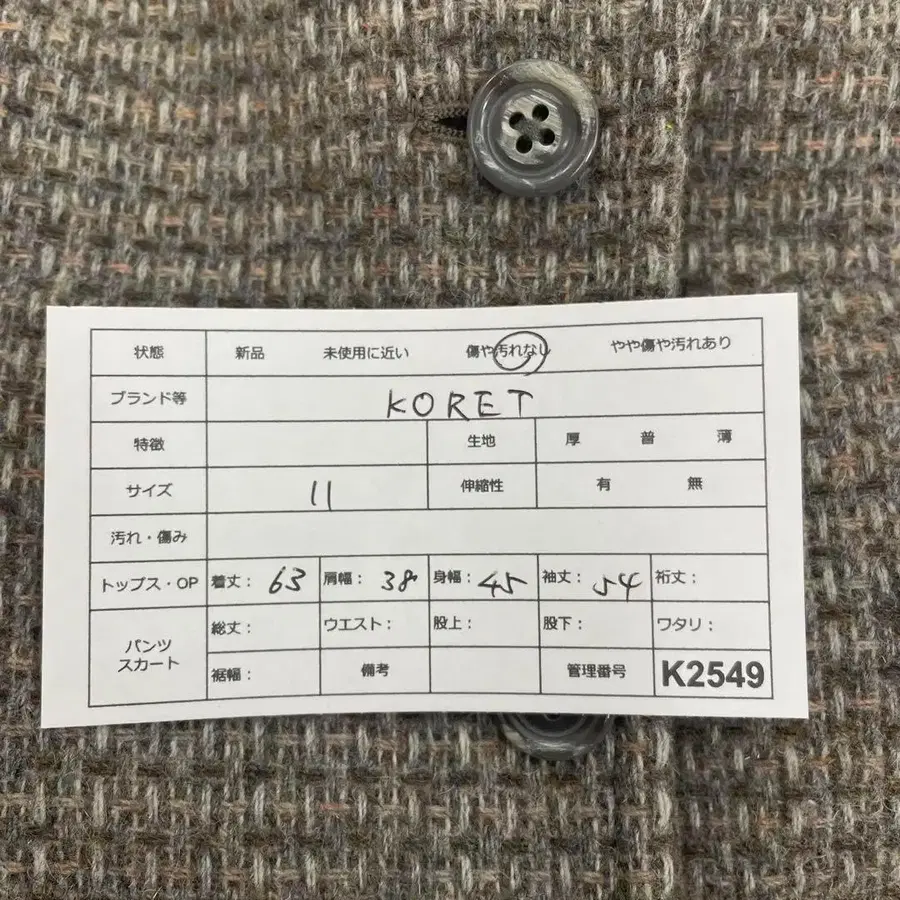 状態 新品 未使用に近い 傷や汚れなし やや傷や汚れあり
ブランド等 KORET
特徴 生地 厚 普 薄
サイズ 11 伸縮性 有 無
汚れ・傷み
トップス・OP 着丈: 63 肩幅: 38 身幅: 45 袖丈: 54 裄丈:
パンツ スカート 総丈: ウエスト: 股上: 股下: ワタリ:
裾幅: 備考 管理番号 K2549